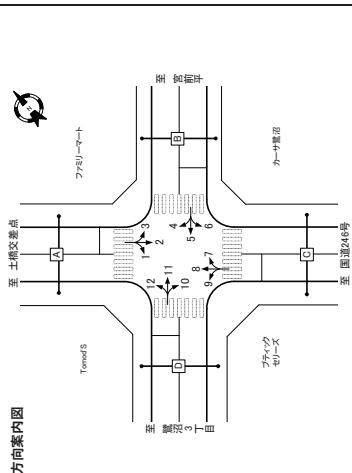 方向案内図
N
至 土橋交差点
ファミリーマート
Tomod'S
A
至 宮前平
B
1 2 3
4 5 6
7 8 9
10 11 12
D
至 鷺沼3丁目
C
カーサ鷺沼
ブティックセリーズ
至 国道246号